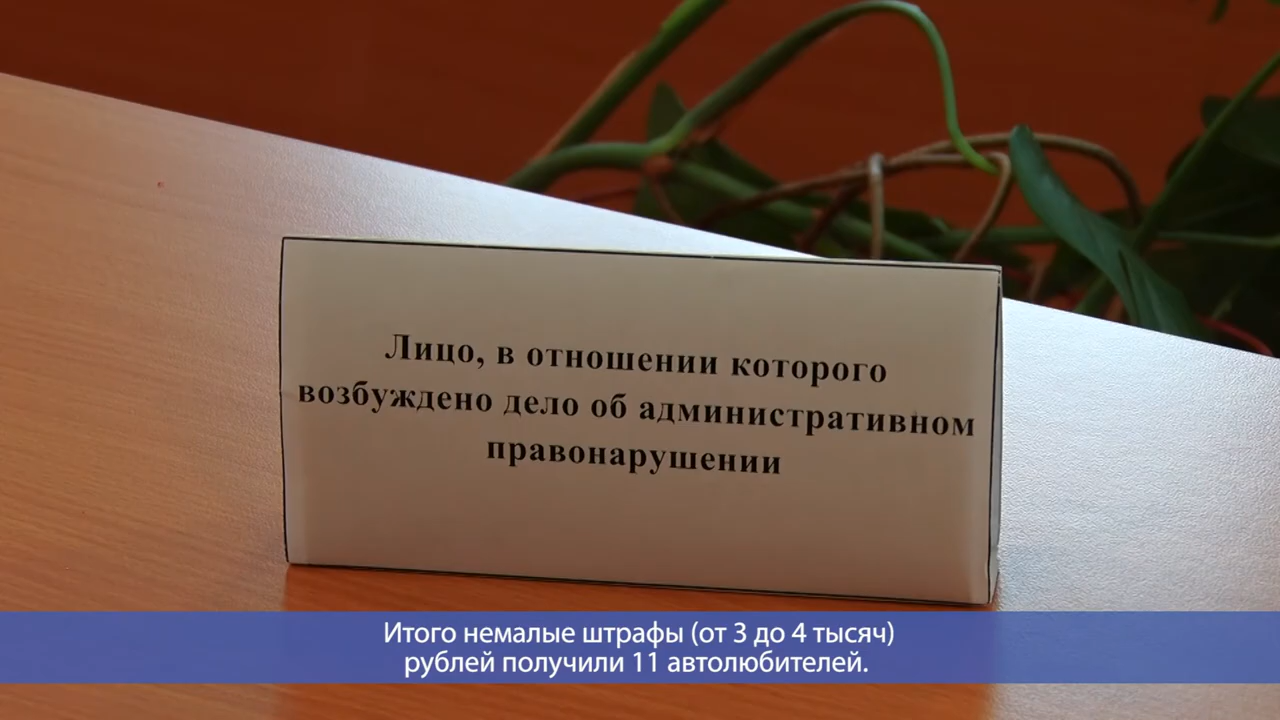 Лицо, в отношении которого
возбуждено дело об административном
правонарушении
Итого немалые штрафы (от 3 до 4 тысяч)
рублей получили 11 автолюбителей.